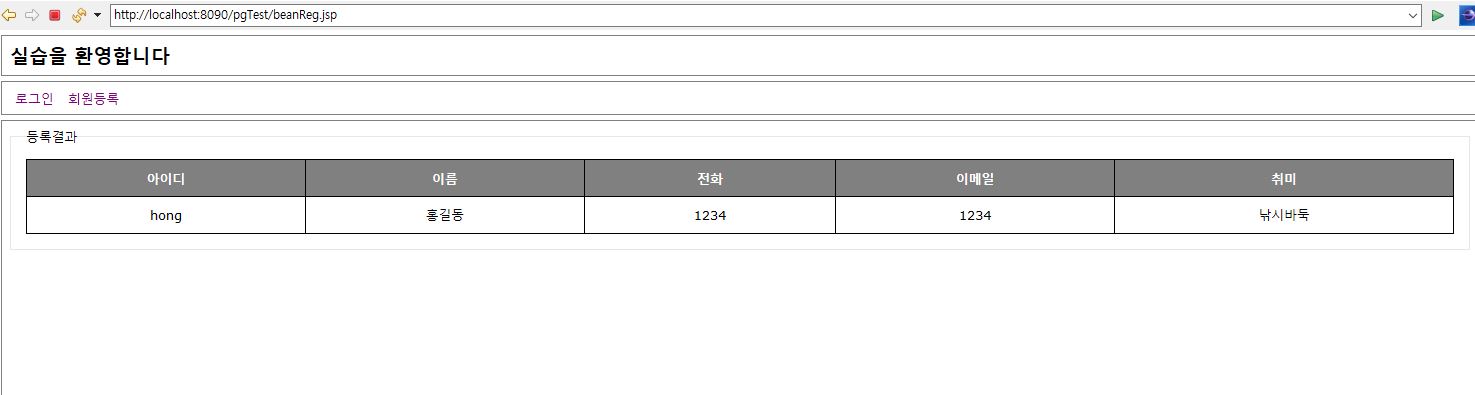 http://localhost:8090/pgTest/beanReg.jsp
실습을 환영합니다
로그인 회원등록
등록결과
아이디 이름 전화 이메일 취미
hong 홍길동 1234 1234 낚시바둑